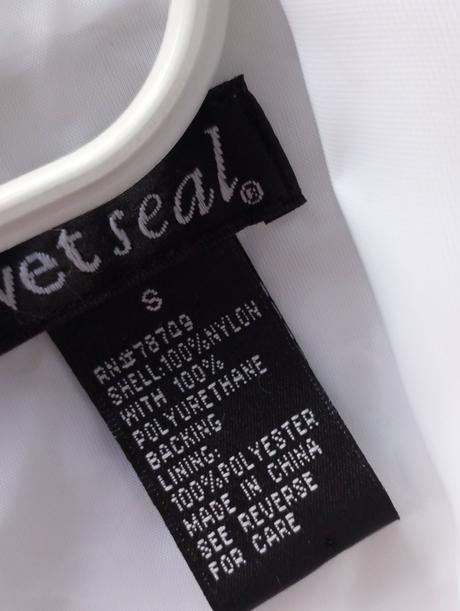 wet seal®
S
RN#78749
SHELL:100%NYLON
WITH 100%
POLYURETHANE
BACKING
LINING:
100%POLYESTER
MADE IN CHINA
SEE REVERSE
FOR CARE